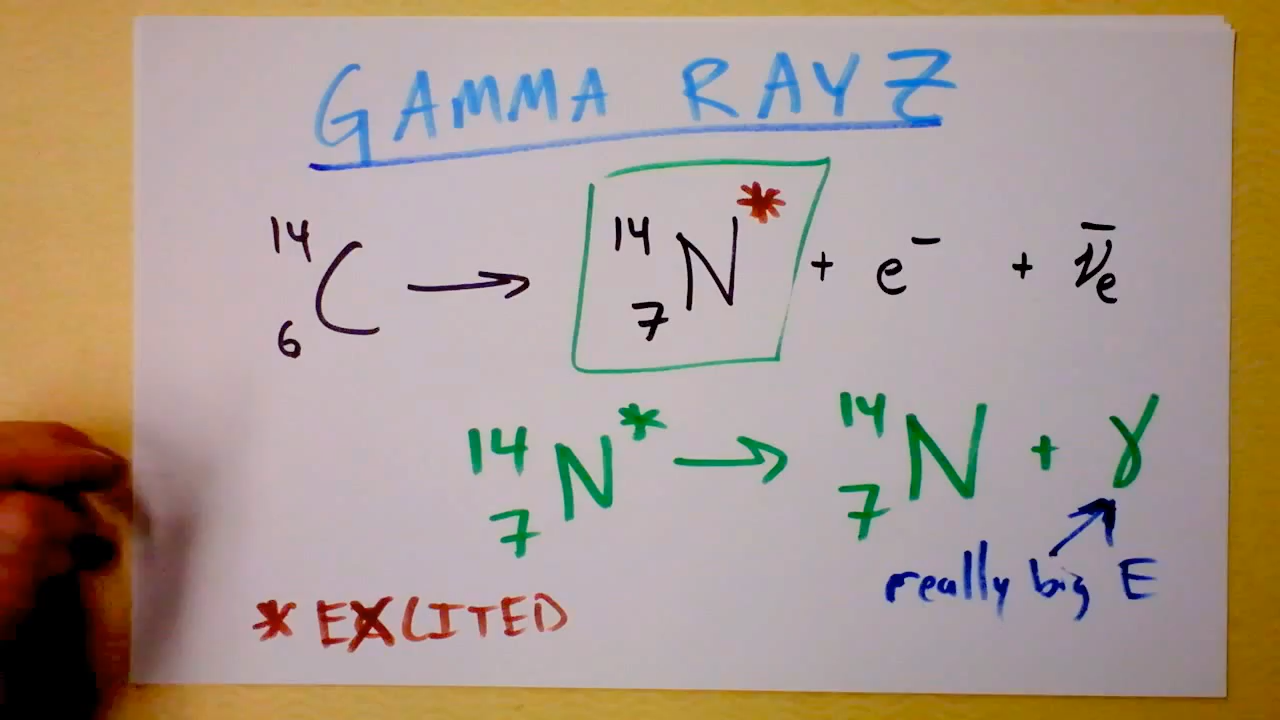 GAMMA RAYZ
¹⁴₆C → ¹⁴₇N* + e⁻ + ν̅ₑ
¹⁴₇N* → ¹⁴₇N + γ
really big E
* EXCITED